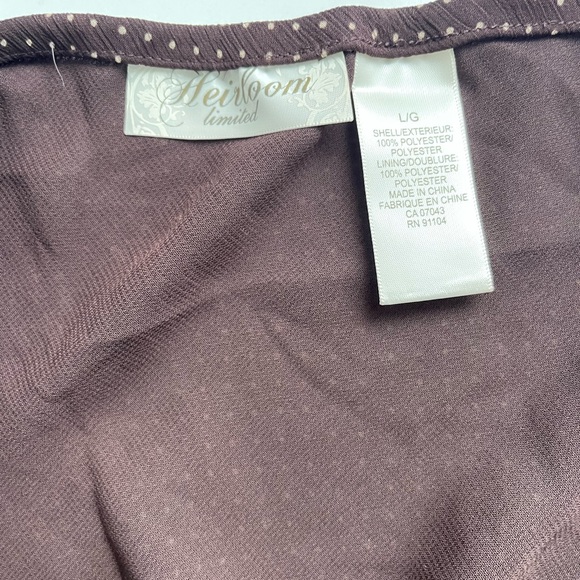 Heirloom
limited
L/G
SHELL/EXTERIEUR:
100% POLYESTER/
POLYESTER
LINING/DOUBLURE:
100% POLYESTER/
POLYESTER
MADE IN CHINA
FABRIQUE EN CHINE
CA 07043
RN 91104